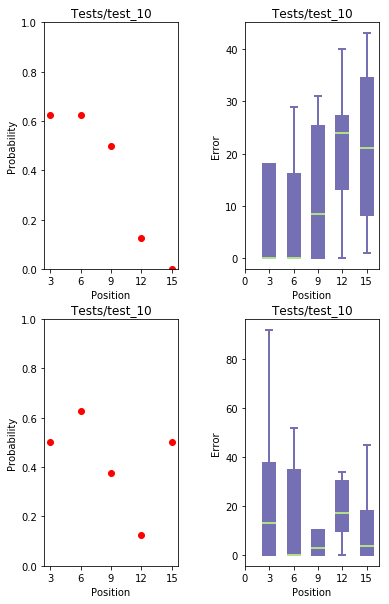 Tests/test_10
1.0
0.8
0.6
0.4
0.2
0.0
Probability
3 6 9 12 15
Position
Tests/test_10
40
30
20
10
0
Error
0 3 6 9 12 15
Position
Tests/test_10
1.0
0.8
0.6
0.4
0.2
0.0
Probability
3 6 9 12 15
Position
Tests/test_10
80
60
40
20
0
Error
0 3 6 9 12 15
Position